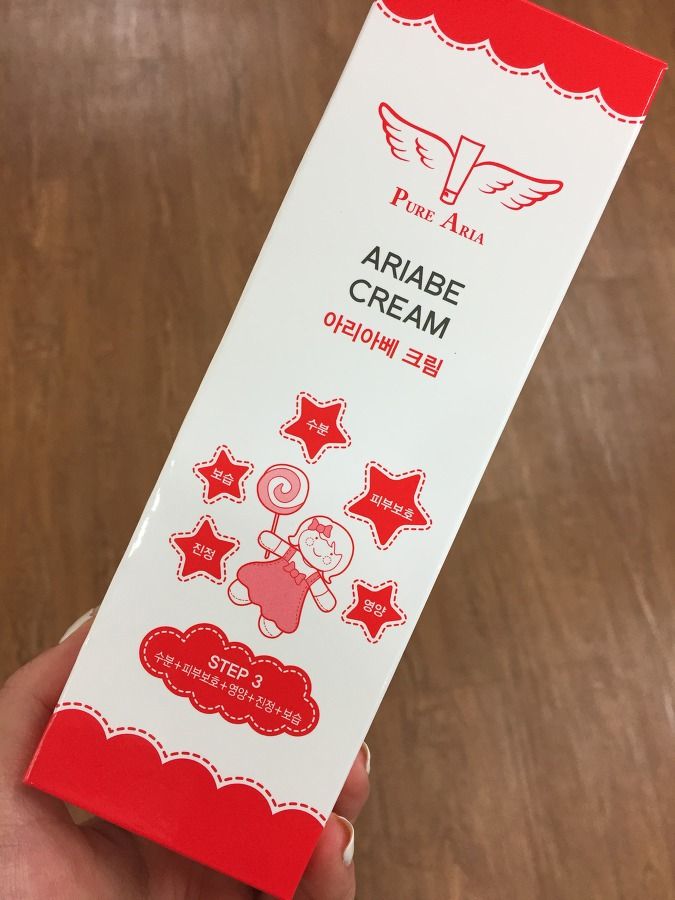 PURE ARIA
ARIABE
CREAM
아리아베 크림
수분
보습
피부보호
진정
영양
STEP 3
수분+피부보호+영양+진정+보습